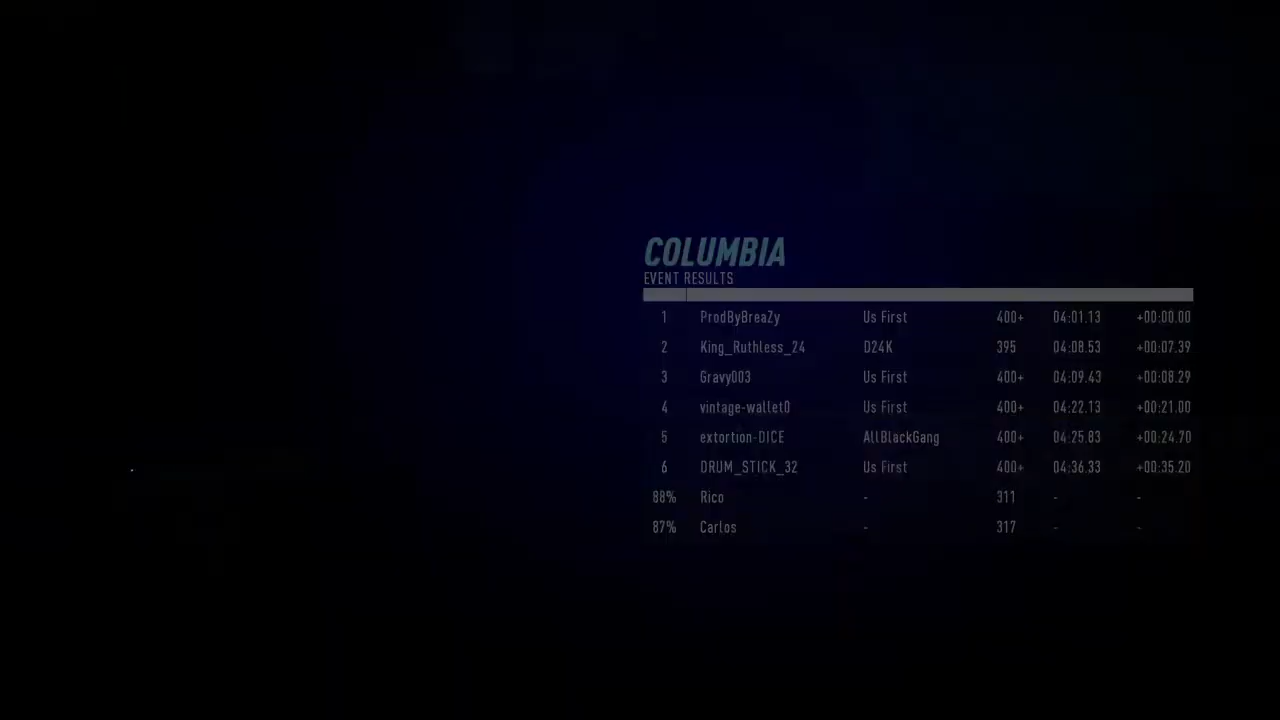 COLUMBIA
EVENT RESULTS
1 ProdByBreaZy Us First 400+ 04:01.13 +00:00.00
2 King_Ruthless_24 D24K 395 04:08.53 +00:07.39
3 Gravy003 Us First 400+ 04:09.43 +00:08.29
4 vintage-wallet0 Us First 400+ 04:22.13 +00:21.00
5 extortion-DICE AllBlackGang 400+ 04:25.83 +00:24.70
6 DRUM_STICK_32 Us First 400+ 04:36.33 +00:35.20
88% Rico - 311 - -
87% Carlos - 317 - -